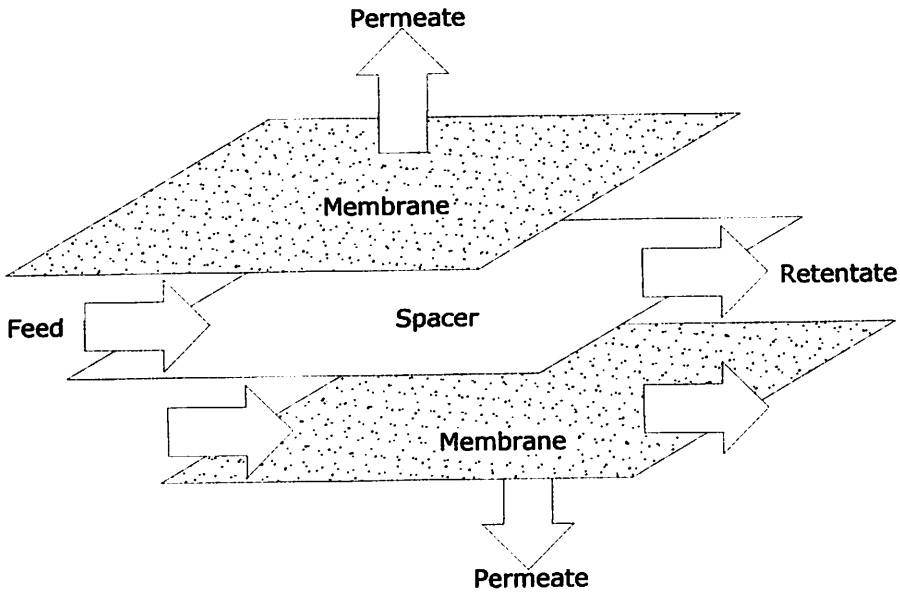 Permeate
Membrane
Retentate
Feed
Spacer
Membrane
Permeate